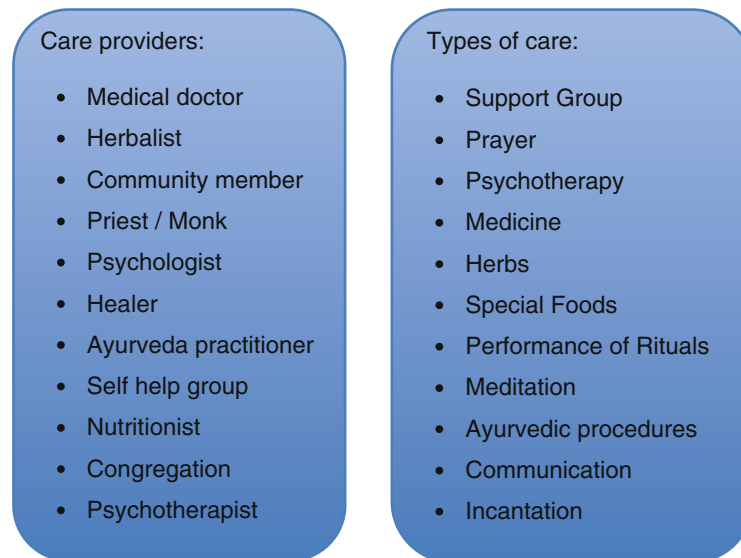 Care providers:
• Medical doctor
• Herbalist
• Community member
• Priest / Monk
• Psychologist
• Healer
• Ayurveda practitioner
• Self help group
• Nutritionist
• Congregation
• Psychotherapist
Types of care:
• Support Group
• Prayer
• Psychotherapy
• Medicine
• Herbs
• Special Foods
• Performance of Rituals
• Meditation
• Ayurvedic procedures
• Communication
• Incantation